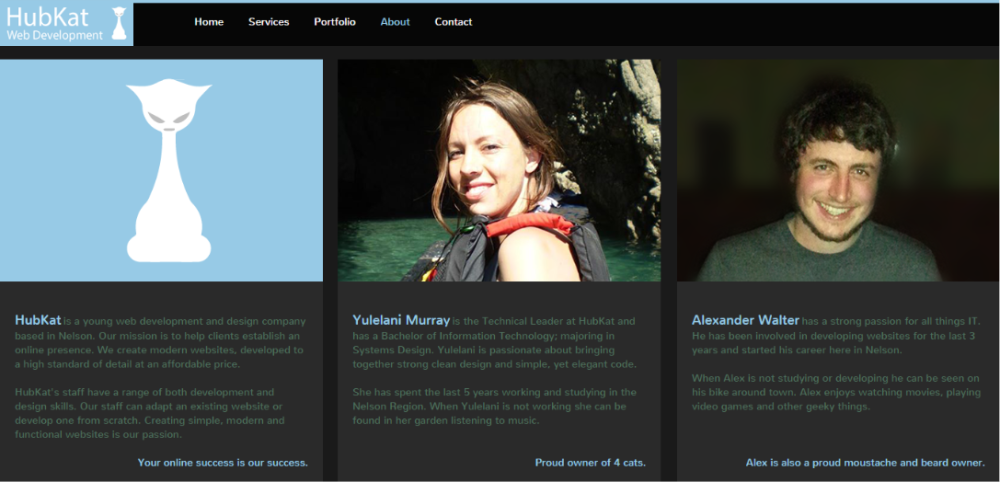 HubKat
Web Development
Home Services Portfolio About Contact
HubKat is a young web development and design company
based in Nelson. Our mission is to help clients establish an
online presence. We create modern websites, developed to
a high standard of detail at an affordable price.
HubKat's staff have a range of both development and
design skills. Our staff can adapt an existing website or
develop one from scratch. Creating simple, modern and
functional websites is our passion.
Your online success is our success.
Yulelani Murray is the Technical Leader at HubKat and
has a Bachelor of Information Technology; majoring in
Systems Design. Yulelani is passionate about bringing
together strong clean design and simple, yet elegant code.
She has spent the last 5 years working and studying in the
Nelson Region. When Yulelani is not working she can be
found in her garden listening to music.
Proud owner of 4 cats.
Alexander Walter has a strong passion for all things IT.
He has been involved in developing websites for the last 3
years and started his career here in Nelson.
When Alex is not studying or developing he can be seen on
his bike around town. Alex enjoys watching movies, playing
video games and other geeky things.
Alex is also a proud moustache and beard owner.